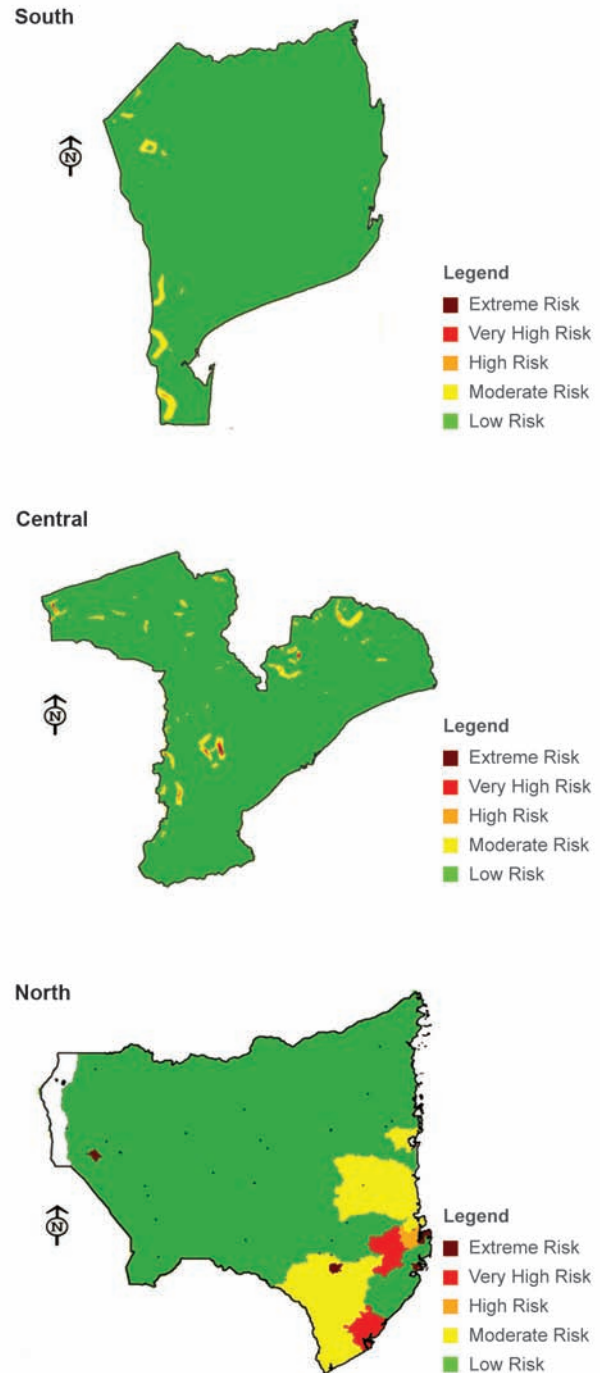 South
N
Legend
Extreme Risk
Very High Risk
High Risk
Moderate Risk
Low Risk
Central
N
Legend
Extreme Risk
Very High Risk
High Risk
Moderate Risk
Low Risk
North
N
Legend
Extreme Risk
Very High Risk
High Risk
Moderate Risk
Low Risk